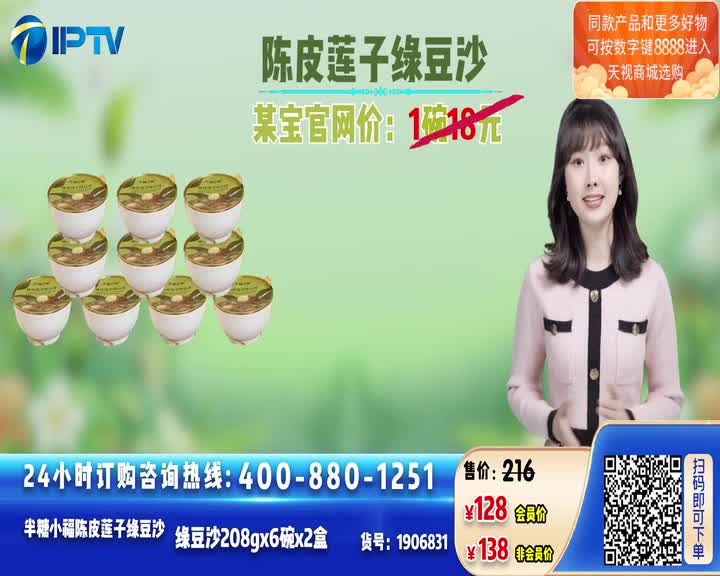 IPTV
同款产品和更多好物
可按数字键8888进入
天视商城选购
陈皮莲子绿豆沙
某宝官网价：1碗18元
24小时订购咨询热线:400-880-1251
半糖小福陈皮莲子绿豆沙
绿豆沙208gx6碗x2盒
货号：1906831
售价：216
¥128 会员价
¥138 非会员价
扫码即可下单